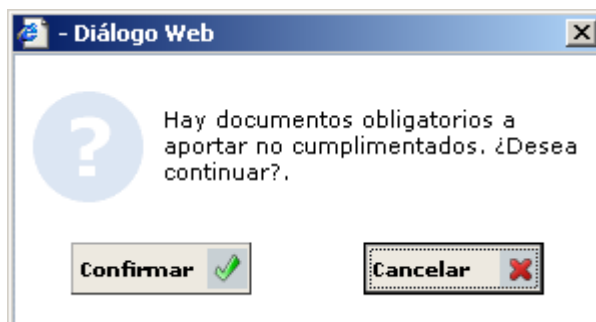 - Diálogo Web
Hay documentos obligatorios a
aportar no cumplimentados. ¿Desea
continuar?.
Confirmar
Cancelar